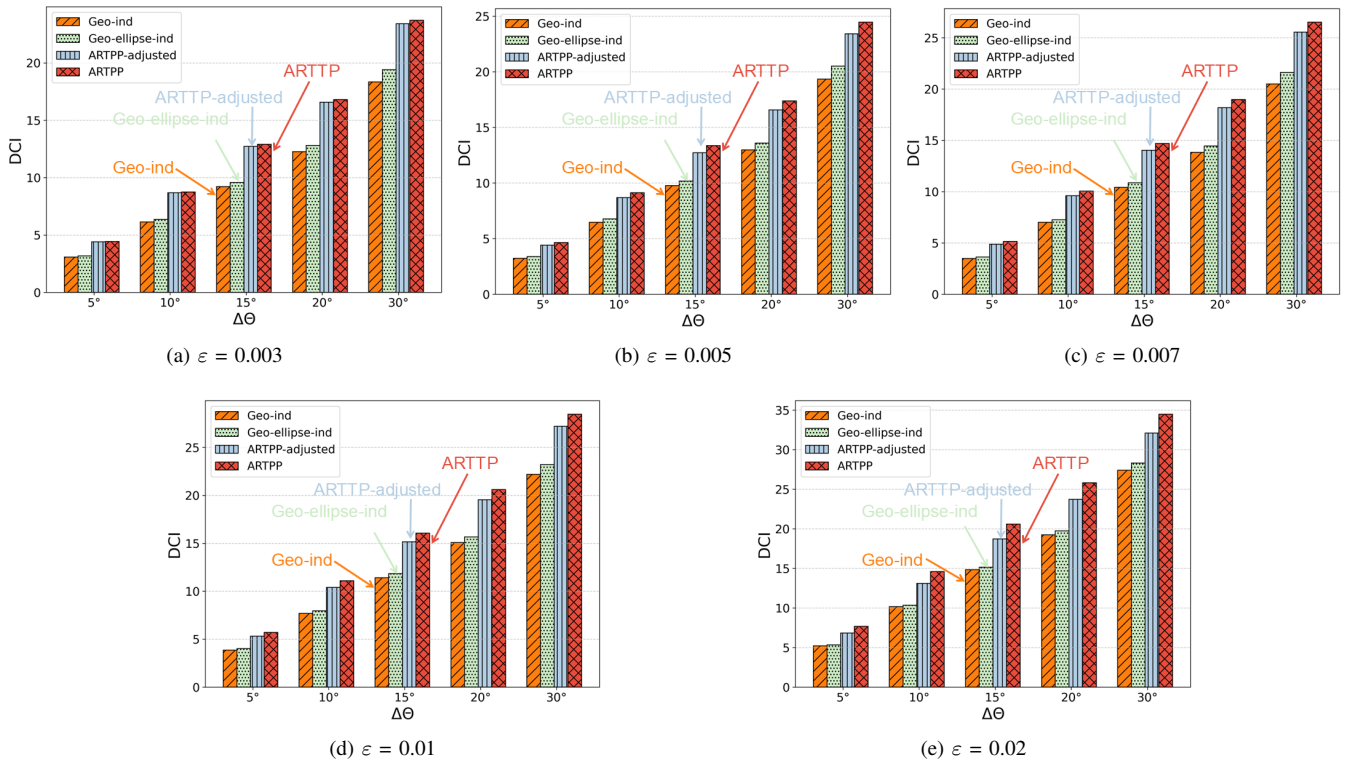 Geo-ind
Geo-ellipse-ind
ARTPP-adjusted
ARTPP
ARTTP
ARTTP-adjusted
Geo-ellipse-ind
Geo-ind
DCI
20
15
10
5
0
5°
10°
15°
20°
30°
ΔΘ
(a) ε = 0.003
Geo-ind
Geo-ellipse-ind
ARTPP-adjusted
ARTPP
ARTTP
ARTTP-adjusted
Geo-ellipse-ind
Geo-ind
DCI
25
20
15
10
5
0
5°
10°
15°
20°
30°
ΔΘ
(b) ε = 0.005
Geo-ind
Geo-ellipse-ind
ARTPP-adjusted
ARTPP
ARTTP
ARTTP-adjusted
Geo-ellipse-ind
Geo-ind
DCI
25
20
15
10
5
0
5°
10°
15°
20°
30°
ΔΘ
(c) ε = 0.007
Geo-ind
Geo-ellipse-ind
ARTPP-adjusted
ARTPP
ARTTP
ARTTP-adjusted
Geo-ellipse-ind
Geo-ind
DCI
25
20
15
10
5
0
5°
10°
15°
20°
30°
ΔΘ
(d) ε = 0.01
Geo-ind
Geo-ellipse-ind
ARTPP-adjusted
ARTPP
ARTTP
ARTTP-adjusted
Geo-ellipse-ind
Geo-ind
DCI
35
30
25
20
15
10
5
0
5°
10°
15°
20°
30°
ΔΘ
(e) ε = 0.02